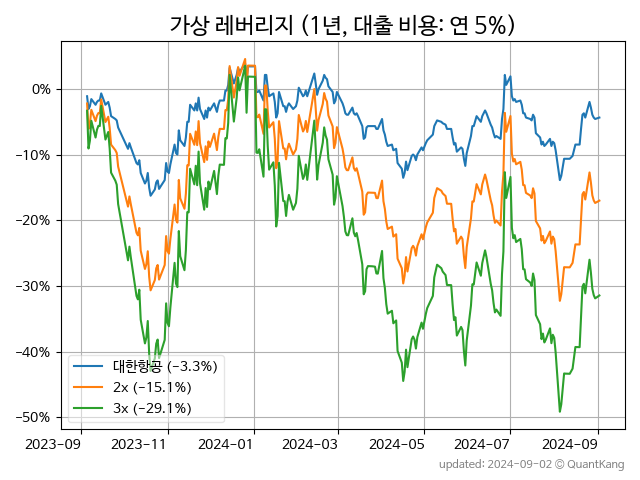 가상 레버리지 (1년, 대출 비용: 연 5%)
0%
−10%
−20%
−30%
−40%
−50%
대한항공 (−3.3%)
2x (−15.1%)
3x (−29.1%)
2023-09
2023-11
2024-01
2024-03
2024-05
2024-07
2024-09
updated: 2024-09-02 © QuantKang